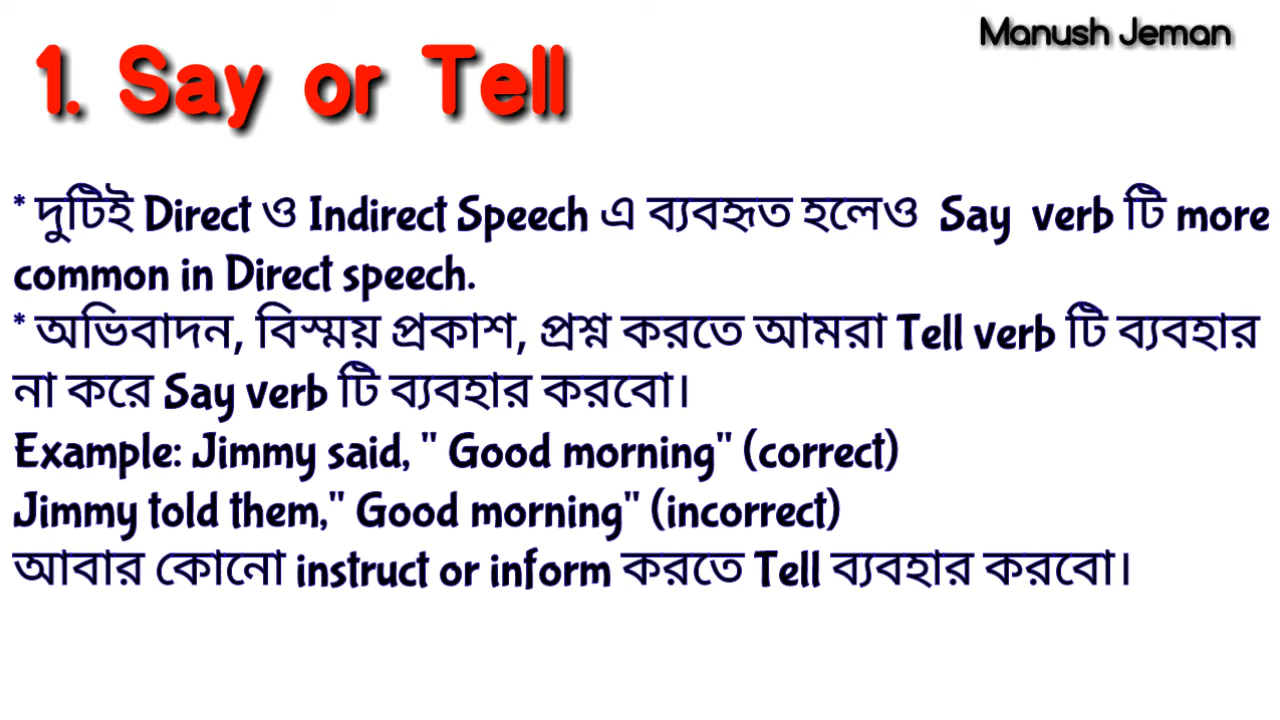 Manush Jeman
1. Say or Tell
* দুটিই Direct ও Indirect Speech এ ব্যবহৃত হলেও Say verb টি more
common in Direct speech.
* অভিবাদন, বিস্ময় প্রকাশ, প্রশ্ন করতে আমরা Tell verb টি ব্যবহার
না করে Say verb টি ব্যবহার করবো।
Example: Jimmy said, " Good morning" (correct)
Jimmy told them," Good morning" (incorrect)
আবার কোনো instruct or inform করতে Tell ব্যবহার করবো।